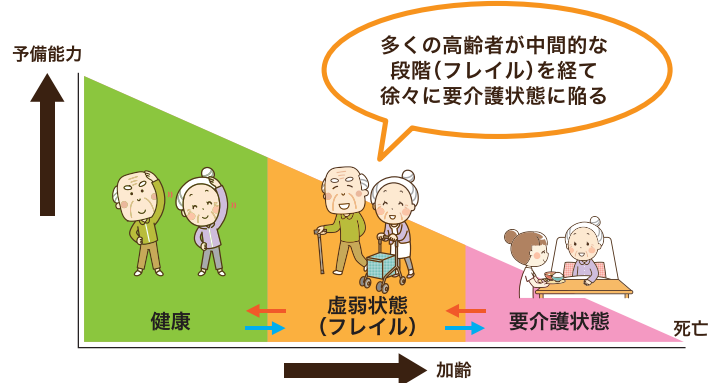 予備能力
多くの高齢者が中間的な
段階（フレイル）を経て
徐々に要介護状態に陥る
健康
虚弱状態
（フレイル）
要介護状態
死亡
加齢